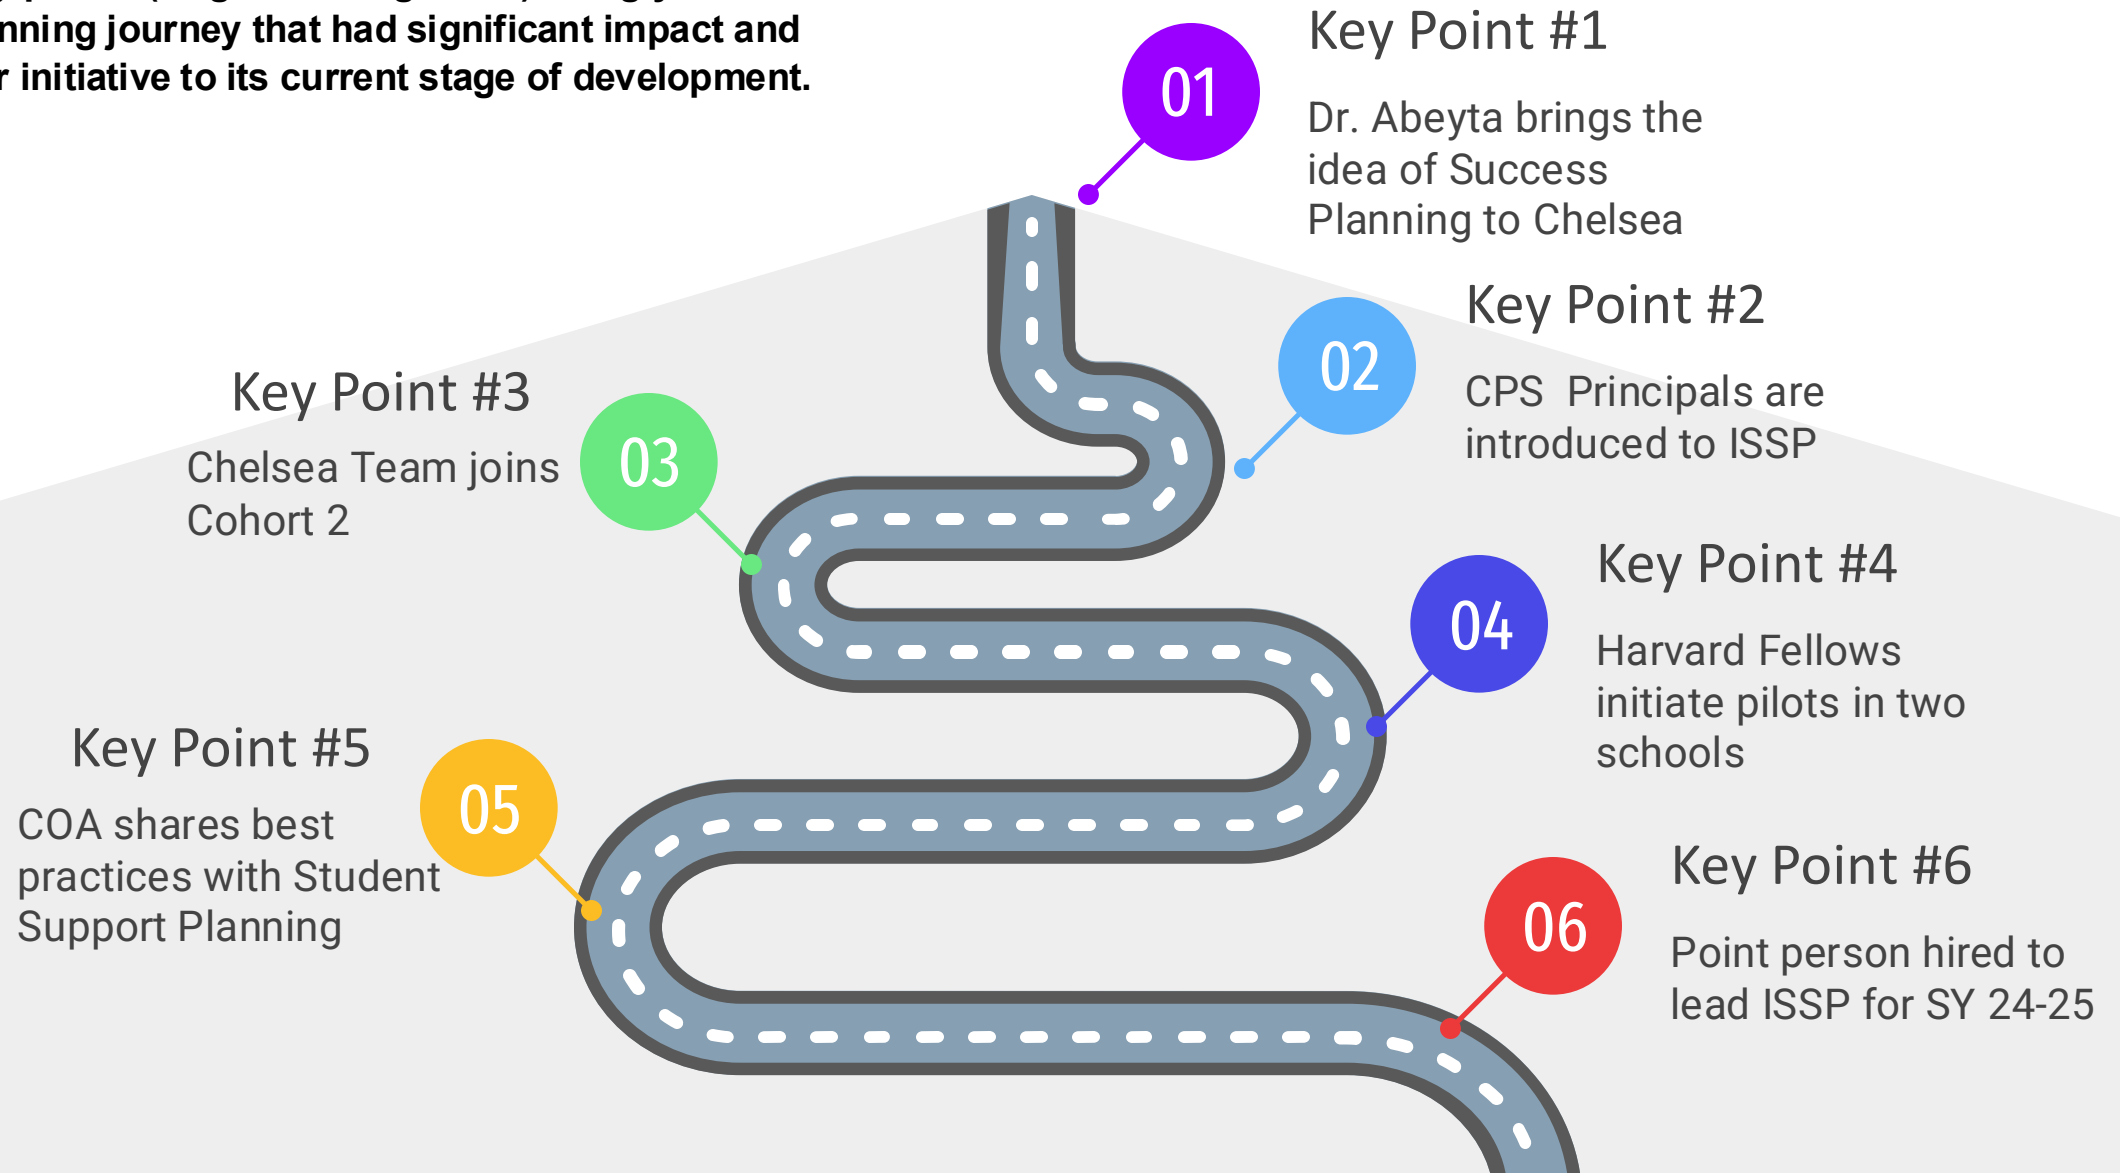 nning journey that had significant impact and
r initiative to its current stage of development.
01
Key Point #1
Dr. Abeyta brings the
idea of Success
Planning to Chelsea
02
Key Point #2
CPS  Principals are
introduced to ISSP
Key Point #3
03
Chelsea Team joins
Cohort 2
04
Key Point #4
Harvard Fellows
initiate pilots in two
schools
Key Point #5
05
COA shares best
practices with Student
Support Planning
06
Key Point #6
Point person hired to
lead ISSP for SY 24-25